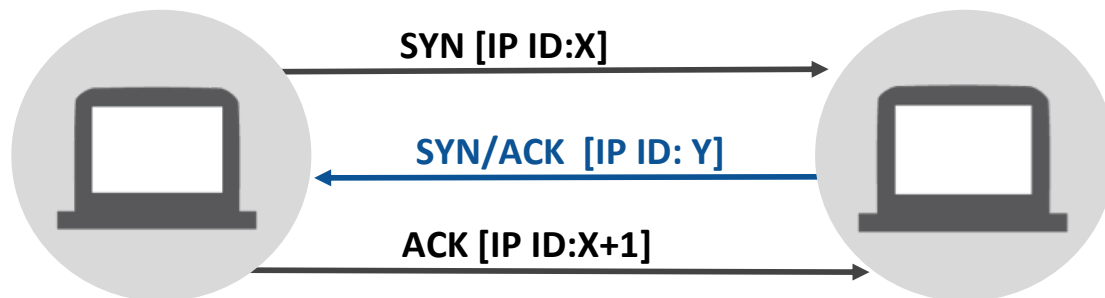 SYN [IP ID:X]
SYN/ACK [IP ID: Y]
ACK [IP ID:X+1]